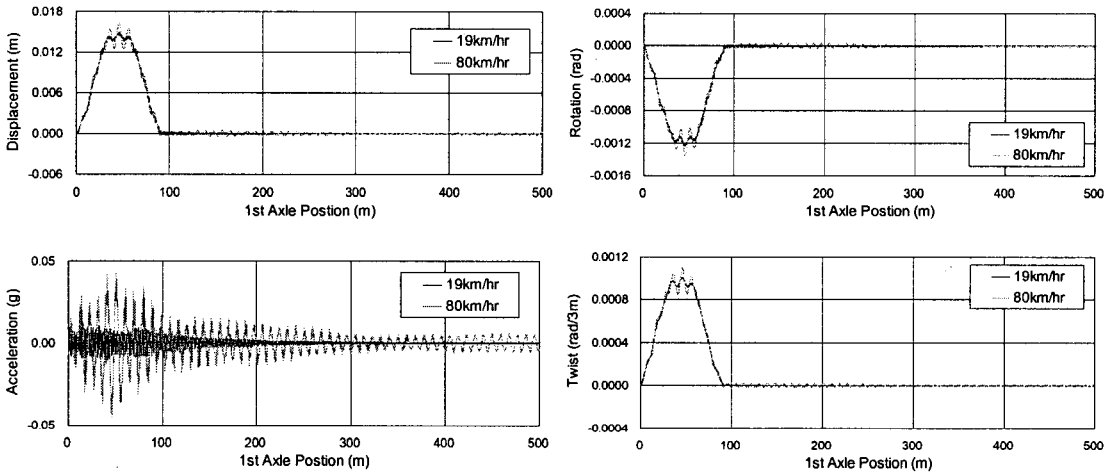 Displacement (m)
0.018
0.012
0.006
0.000
-0.006
19km/hr
80km/hr
0 100 200 300 400 500
1st Axle Postion (m)
Rotation (rad)
0.0004
0.0000
-0.0004
-0.0008
-0.0012
-0.0016
19km/hr
80km/hr
0 100 200 300 400 500
1st Axle Postion (m)
Acceleration (g)
0.05
0.00
-0.05
19km/hr
80km/hr
0 100 200 300 400 500
1st Axle Position (m)
Twist (rad/3m)
0.0012
0.0008
0.0004
0.0000
-0.0004
19km/hr
80km/hr
0 100 200 300 400 500
1st Axle Position (m)